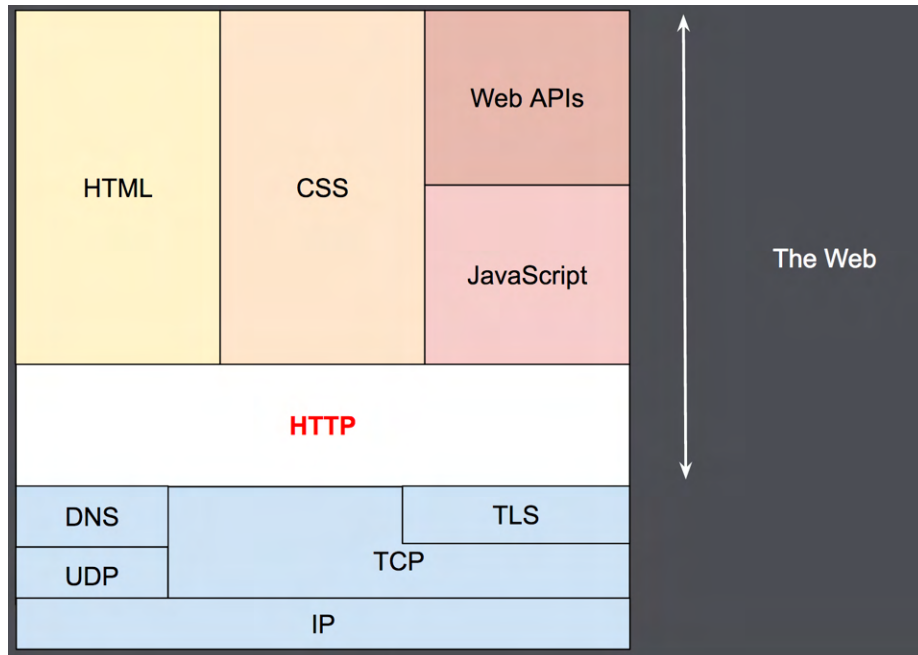 Web APIs
HTML
CSS
The Web
JavaScript
HTTP
DNS
TLS
TCP
UDP
IP